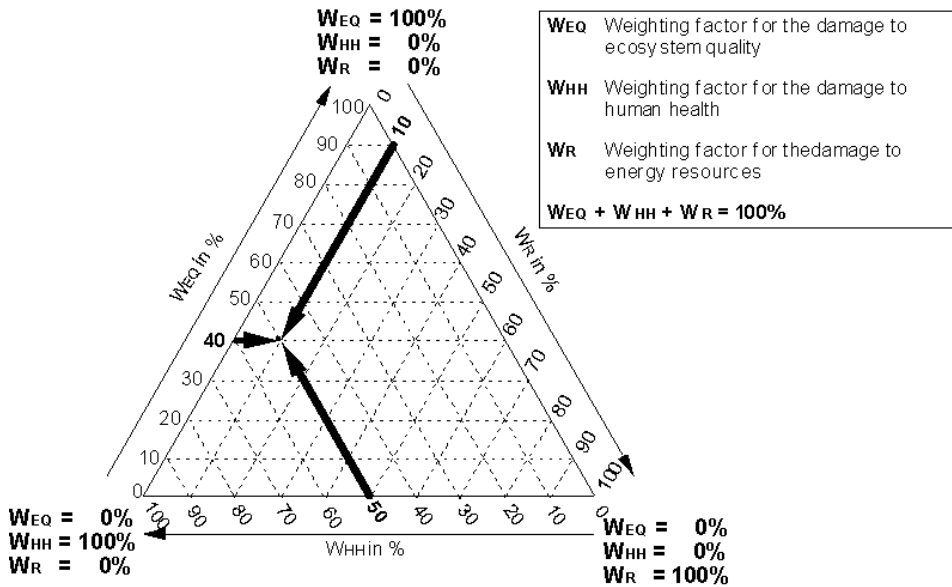 WEQ = 100%
WHH = 0%
WR = 0%
WEQ Weighting factor for the damage to
ecosystem quality
WHH Weighting factor for the damage to
human health
WR Weighting factor for thedamage to
energy resources
WEQ + WHH + WR = 100%
WEQ in %
100
90
80
70
60
50
40
30
20
10
0
WR in %
0
10
20
30
40
50
60
70
80
90
100
100
90
80
70
60
50
40
30
20
10
0
WHH in %
WEQ = 0%
WHH = 100%
WR = 0%
WEQ = 0%
WHH = 0%
WR = 100%